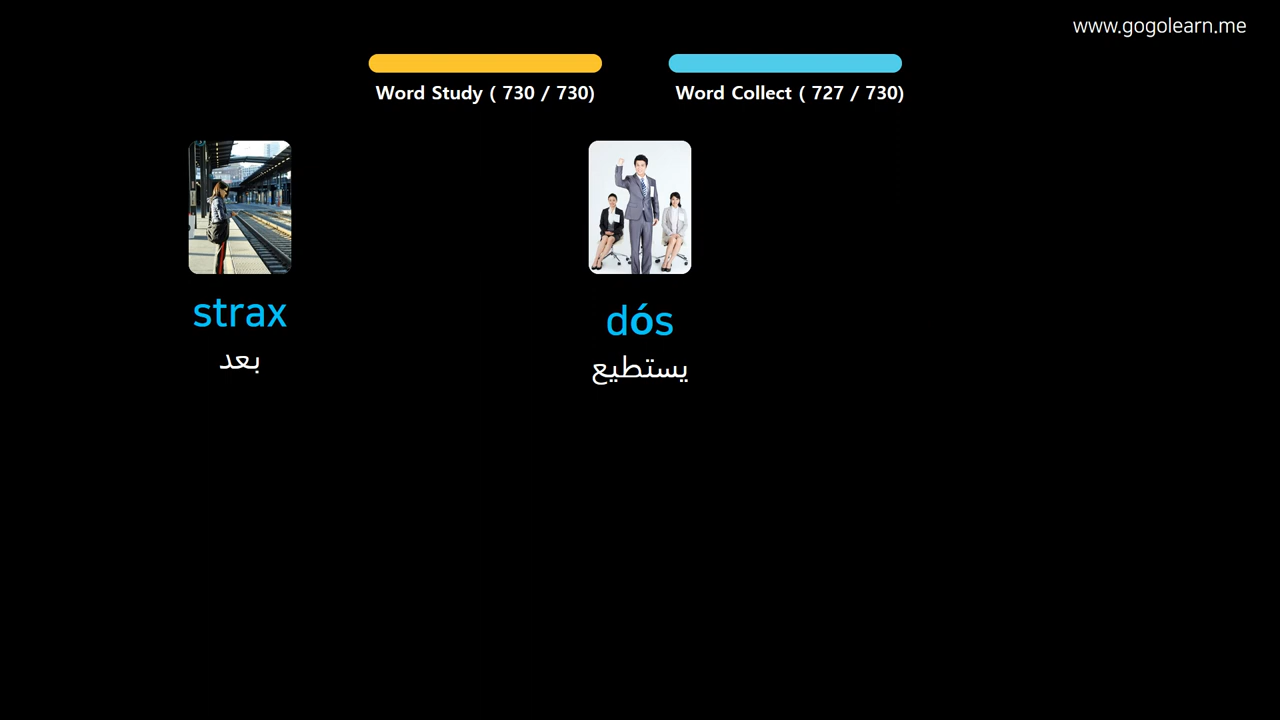 www.gogolearn.me
Word Study ( 730 / 730)
Word Collect ( 727 / 730)
strax
بعد
dós
يستطيع